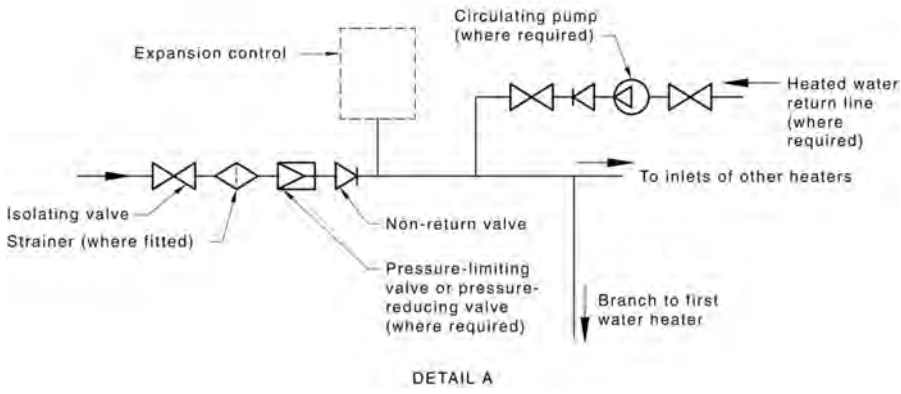 Circulating pump
(where required)
Expansion control
Heated water
return line
(where
required)
To inlets of other heaters
Isolating valve
Strainer (where fitted)
Non-return valve
Pressure-limiting
valve or pressure-
reducing valve
(where required)
Branch to first
water heater
DETAIL A